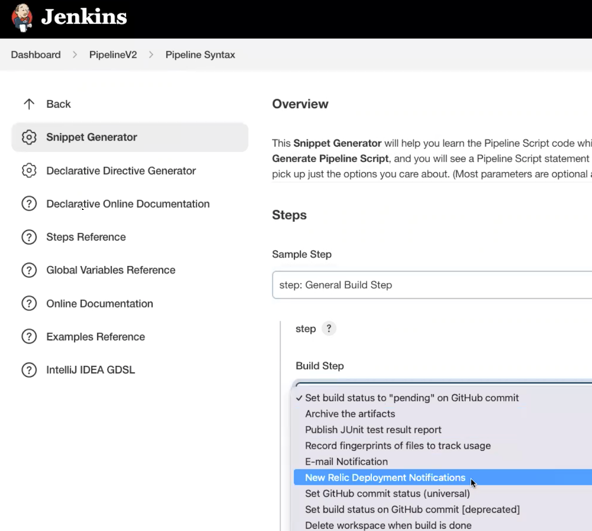 Jenkins
Dashboard > PipelineV2 > Pipeline Syntax
Back
Snippet Generator
Declarative Directive Generator
Declarative Online Documentation
Steps Reference
Global Variables Reference
Online Documentation
Examples Reference
IntelliJ IDEA GDSL
Overview
This Snippet Generator will help you learn the Pipeline Script code whi
Generate Pipeline Script, and you will see a Pipeline Script statement
pick up just the options you care about. (Most parameters are optional a
Steps
Sample Step
step: General Build Step
step ?
Build Step
✓ Set build status to "pending" on GitHub commit
Archive the artifacts
Publish JUnit test result report
Record fingerprints of files to track usage
E-mail Notification
New Relic Deployment Notifications
Set GitHub commit status (universal)
Set build status on GitHub commit [deprecated]
Delete workspace when build is done